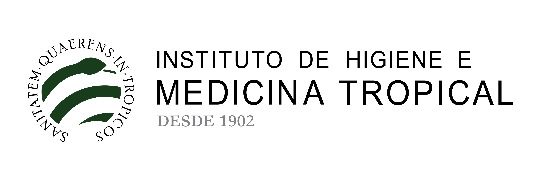 SANITATEM·QUAERENS·IN·TROPICOS
INSTITUTO DE HIGIENE E
MEDICINA TROPICAL
DESDE 1902